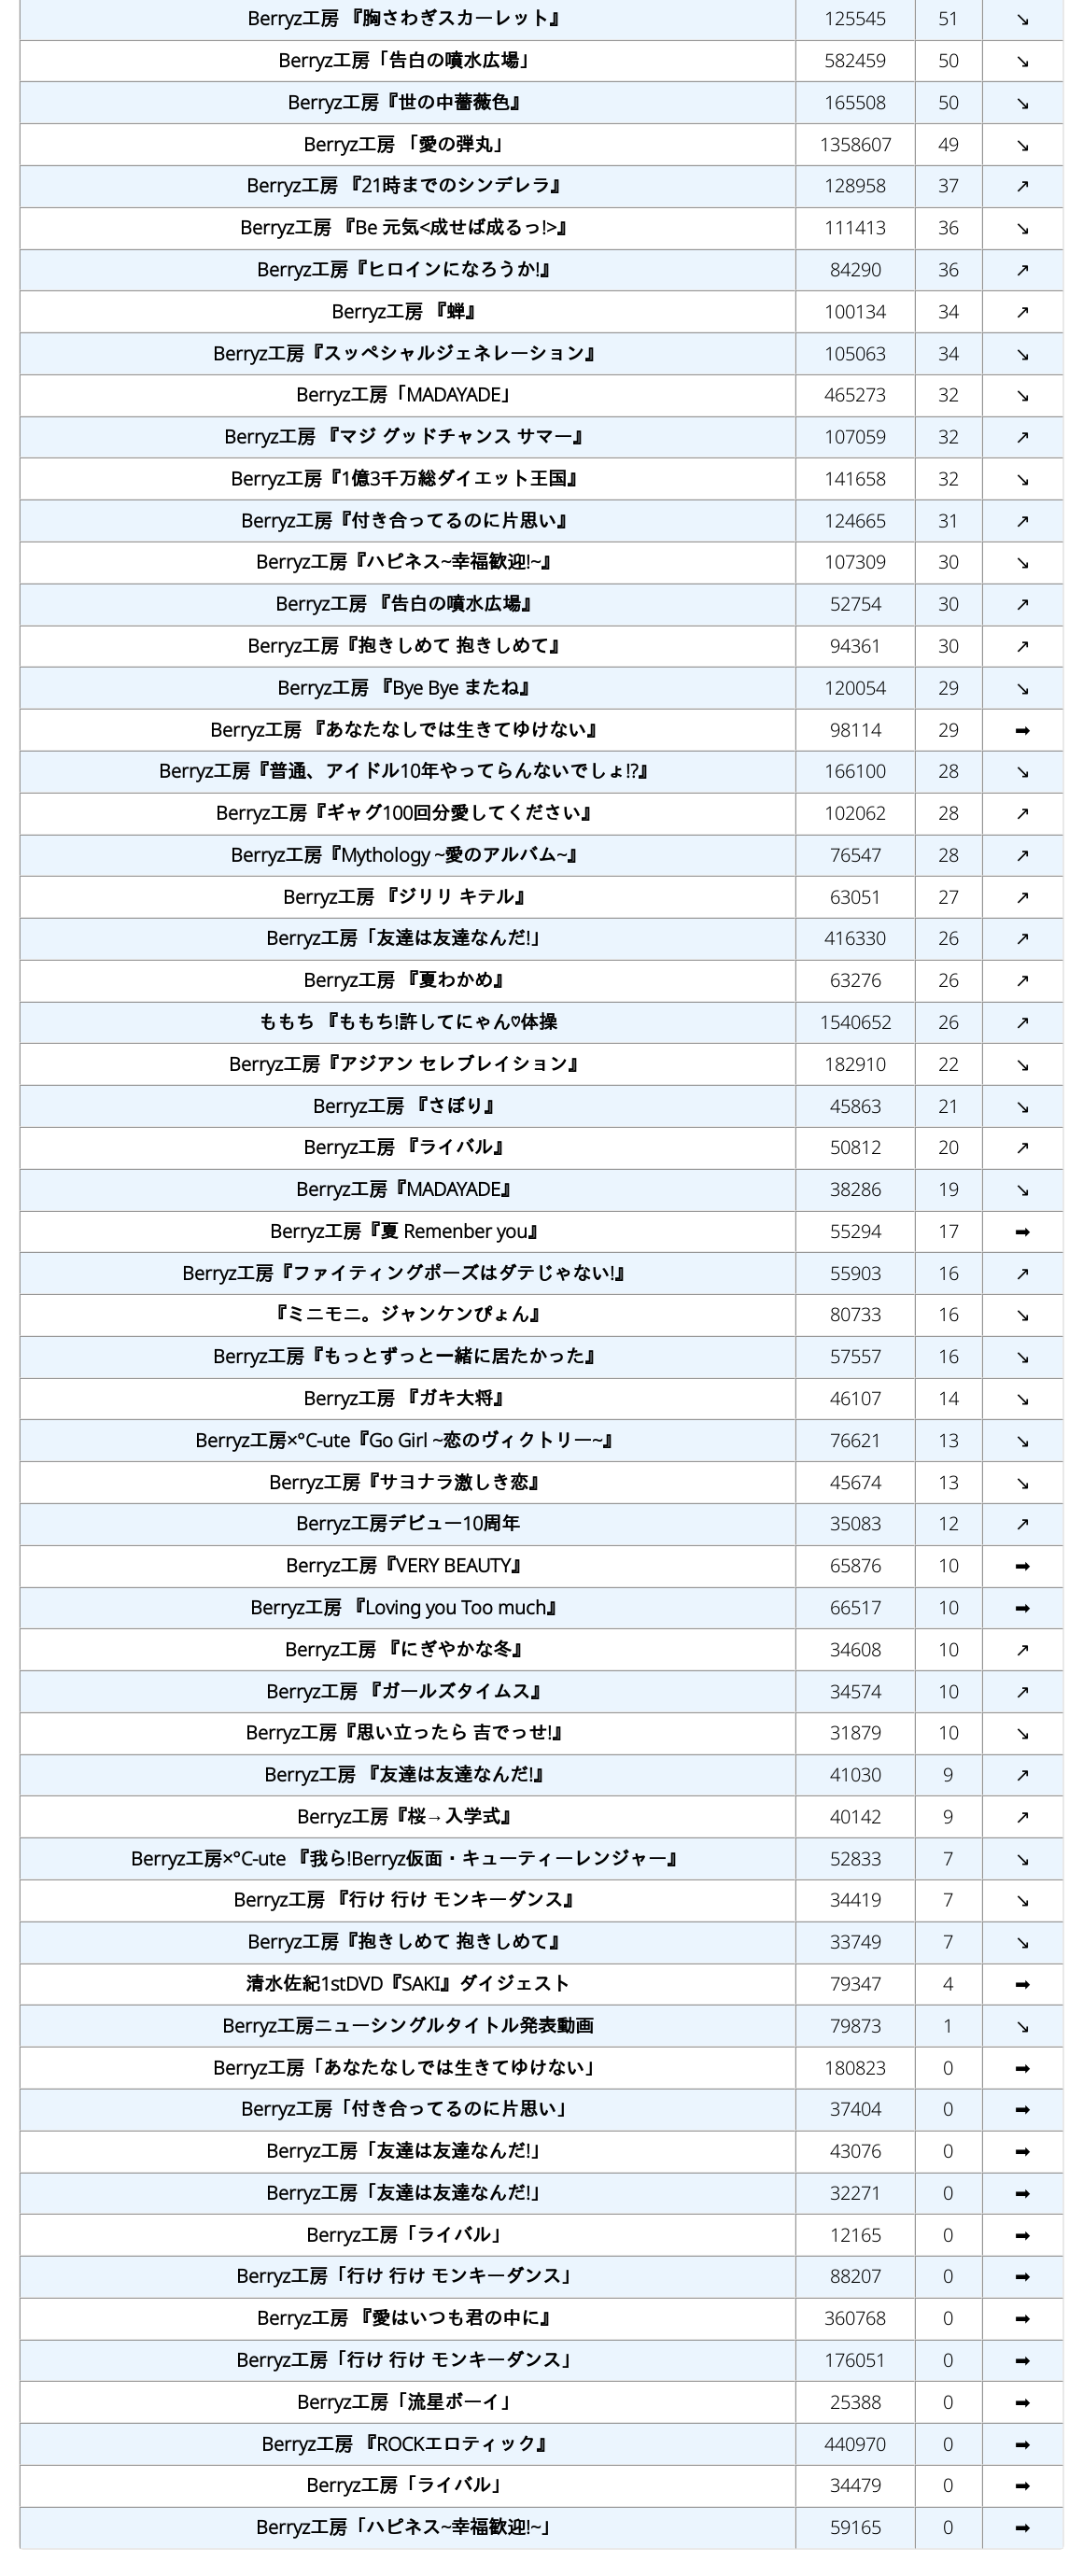 Berryz工房 『胸さわぎスカーレット』 125545 51 ↘
Berryz工房「告白の噴水広場」 582459 50 ↘
Berryz工房『世の中薔薇色』 165508 50 ↘
Berryz工房 「愛の弾丸」 1358607 49 ↘
Berryz工房 『21時までのシンデレラ』 128958 37 ↗
Berryz工房 『Be 元気<成せば成るっ!>』 111413 36 ↘
Berryz工房『ヒロインになろうか!』 84290 36 ↗
Berryz工房 『蝉』 100134 34 ↗
Berryz工房『スッペシャルジェネレーション』 105063 34 ↘
Berryz工房「MADAYADE」 465273 32 ↘
Berryz工房 『マジ グッドチャンス サマー』 107059 32 ↗
Berryz工房『1億3千万総ダイエット王国』 141658 32 ↘
Berryz工房『付き合ってるのに片思い』 124665 31 ↗
Berryz工房『ハピネス~幸福歓迎!~』 107309 30 ↘
Berryz工房 『告白の噴水広場』 52754 30 ↗
Berryz工房『抱きしめて 抱きしめて』 94361 30 ↗
Berryz工房 『Bye Bye またね』 120054 29 ↘
Berryz工房 『あなたなしでは生きてゆけない』 98114 29 ➡
Berryz工房『普通、アイドル10年やってらんないでしょ!?』 166100 28 ↘
Berryz工房『ギャグ100回分愛してください』 102062 28 ↗
Berryz工房『Mythology ~愛のアルバム~』 76547 28 ↗
Berryz工房 『ジリリ キテル』 63051 27 ↗
Berryz工房「友達は友達なんだ!」 416330 26 ↗
Berryz工房 『夏わかめ』 63276 26 ↗
ももち 『ももち!許してにゃん♡体操 1540652 26 ↗
Berryz工房『アジアン セレブレイション』 182910 22 ↘
Berryz工房 『さぼり』 45863 21 ↘
Berryz工房 『ライバル』 50812 20 ↗
Berryz工房『MADAYADE』 38286 19 ↘
Berryz工房『夏 Remenber you』 55294 17 ➡
Berryz工房『ファイティングポーズはダテじゃない!』 55903 16 ↗
『ミニモニ。ジャンケンぴょん』 80733 16 ↘
Berryz工房『もっとずっと一緒に居たかった』 57557 16 ↘
Berryz工房 『ガキ大将』 46107 14 ↘
Berryz工房×°C-ute『Go Girl ~恋のヴィクトリー~』 76621 13 ↘
Berryz工房『サヨナラ激しき恋』 45674 13 ↘
Berryz工房デビュー10周年 35083 12 ↗
Berryz工房『VERY BEAUTY』 65876 10 ➡
Berryz工房 『Loving you Too much』 66517 10 ➡
Berryz工房 『にぎやかな冬』 34608 10 ↗
Berryz工房 『ガールズタイムス』 34574 10 ↗
Berryz工房『思い立ったら 吉でっせ!』 31879 10 ↘
Berryz工房 『友達は友達なんだ!』 41030 9 ↗
Berryz工房『桜→入学式』 40142 9 ↗
Berryz工房×°C-ute 『我ら!Berryz仮面・キューティーレンジャー』 52833 7 ↘
Berryz工房 『行け 行け モンキーダンス』 34419 7 ↘
Berryz工房『抱きしめて 抱きしめて』 33749 7 ↘
清水佐紀1stDVD『SAKI』ダイジェスト 79347 4 ➡
Berryz工房ニューシングルタイトル発表動画 79873 1 ↘
Berryz工房「あなたなしでは生きてゆけない」 180823 0 ➡
Berryz工房「付き合ってるのに片思い」 37404 0 ➡
Berryz工房「友達は友達なんだ!」 43076 0 ➡
Berryz工房「友達は友達なんだ!」 32271 0 ➡
Berryz工房「ライバル」 12165 0 ➡
Berryz工房「行け 行け モンキーダンス」 88207 0 ➡
Berryz工房 『愛はいつも君の中に』 360768 0 ➡
Berryz工房「行け 行け モンキーダンス」 176051 0 ➡
Berryz工房「流星ボーイ」 25388 0 ➡
Berryz工房 『ROCKエロティック』 440970 0 ➡
Berryz工房「ライバル」 34479 0 ➡
Berryz工房「ハピネス~幸福歓迎!~」 59165 0 ➡